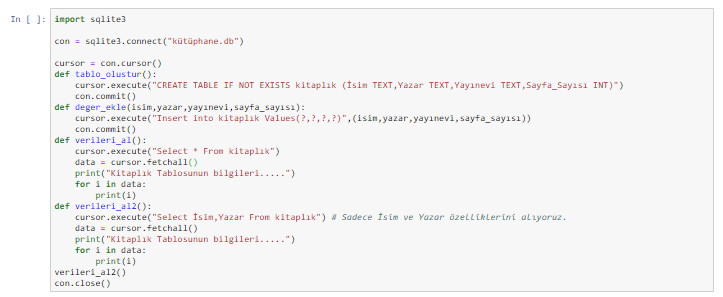 In [ ]: import sqlite3
con = sqlite3.connect("kütüphane.db")
cursor = con.cursor()
def tablo_olustur():
cursor.execute("CREATE TABLE IF NOT EXISTS kitaplık (İsim TEXT,Yazar TEXT,Yayınevi TEXT,Sayfa_Sayısı INT)")
con.commit()
def deger_ekle(isim,yazar,yayınevi,sayfa_sayısı):
cursor.execute("Insert into kitaplık Values(?,?,?,?)",(isim,yazar,yayınevi,sayfa_sayısı))
con.commit()
def verileri_al():
cursor.execute("Select * From kitaplık")
data = cursor.fetchall()
print("Kitaplık Tablosunun bilgileri.....")
for i in data:
print(i)
def verileri_al2():
cursor.execute("Select İsim,Yazar From kitaplık") # Sadece İsim ve Yazar özelliklerini alıyoruz.
data = cursor.fetchall()
print("Kitaplık Tablosunun bilgileri.....")
for i in data:
print(i)
verileri_al2()
con.close()